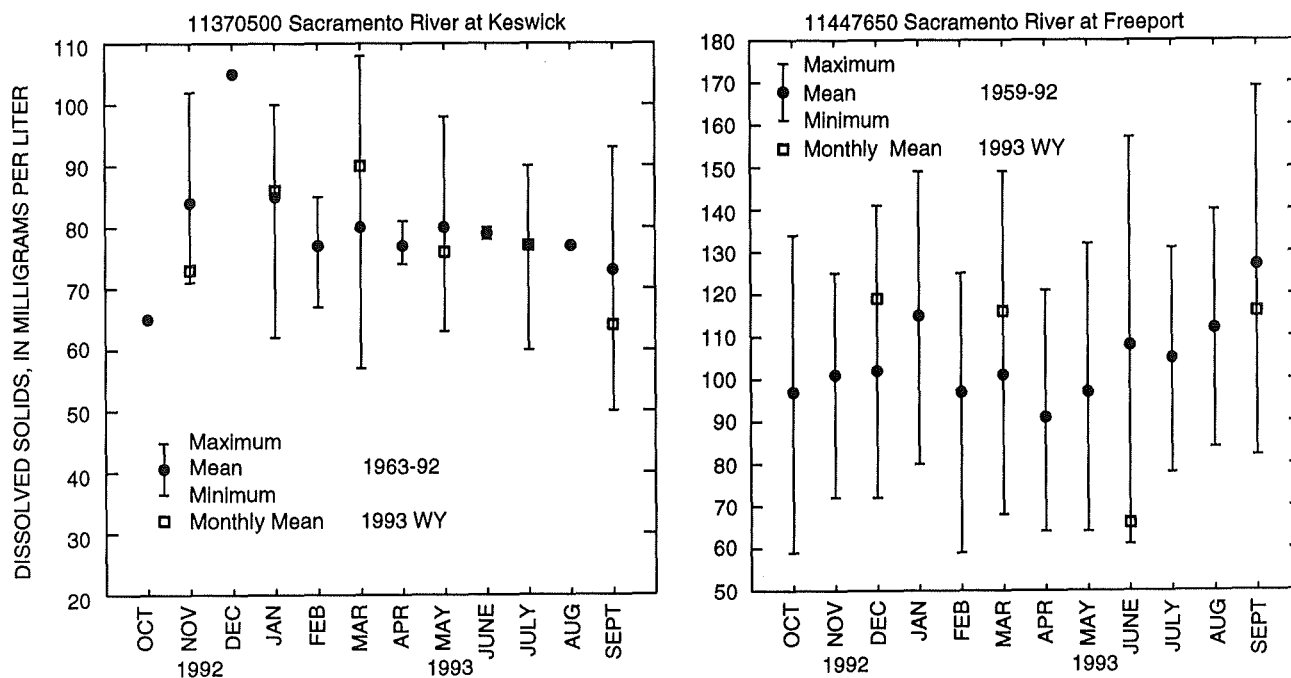 11370500 Sacramento River at Keswick
DISSOLVED SOLIDS, IN MILLIGRAMS PER LITER
110
100
90
80
70
60
50
40
30
20
Maximum
Mean 1963-92
Minimum
Monthly Mean 1993 WY
OCT NOV DEC JAN FEB MAR APR MAY JUNE JULY AUG SEPT
1992 1993
11447650 Sacramento River at Freeport
180
170
160
150
140
130
120
110
100
90
80
70
60
50
Maximum
Mean 1959-92
Minimum
Monthly Mean 1993 WY
OCT NOV DEC JAN FEB MAR APR MAY JUNE JULY AUG SEPT
1992 1993